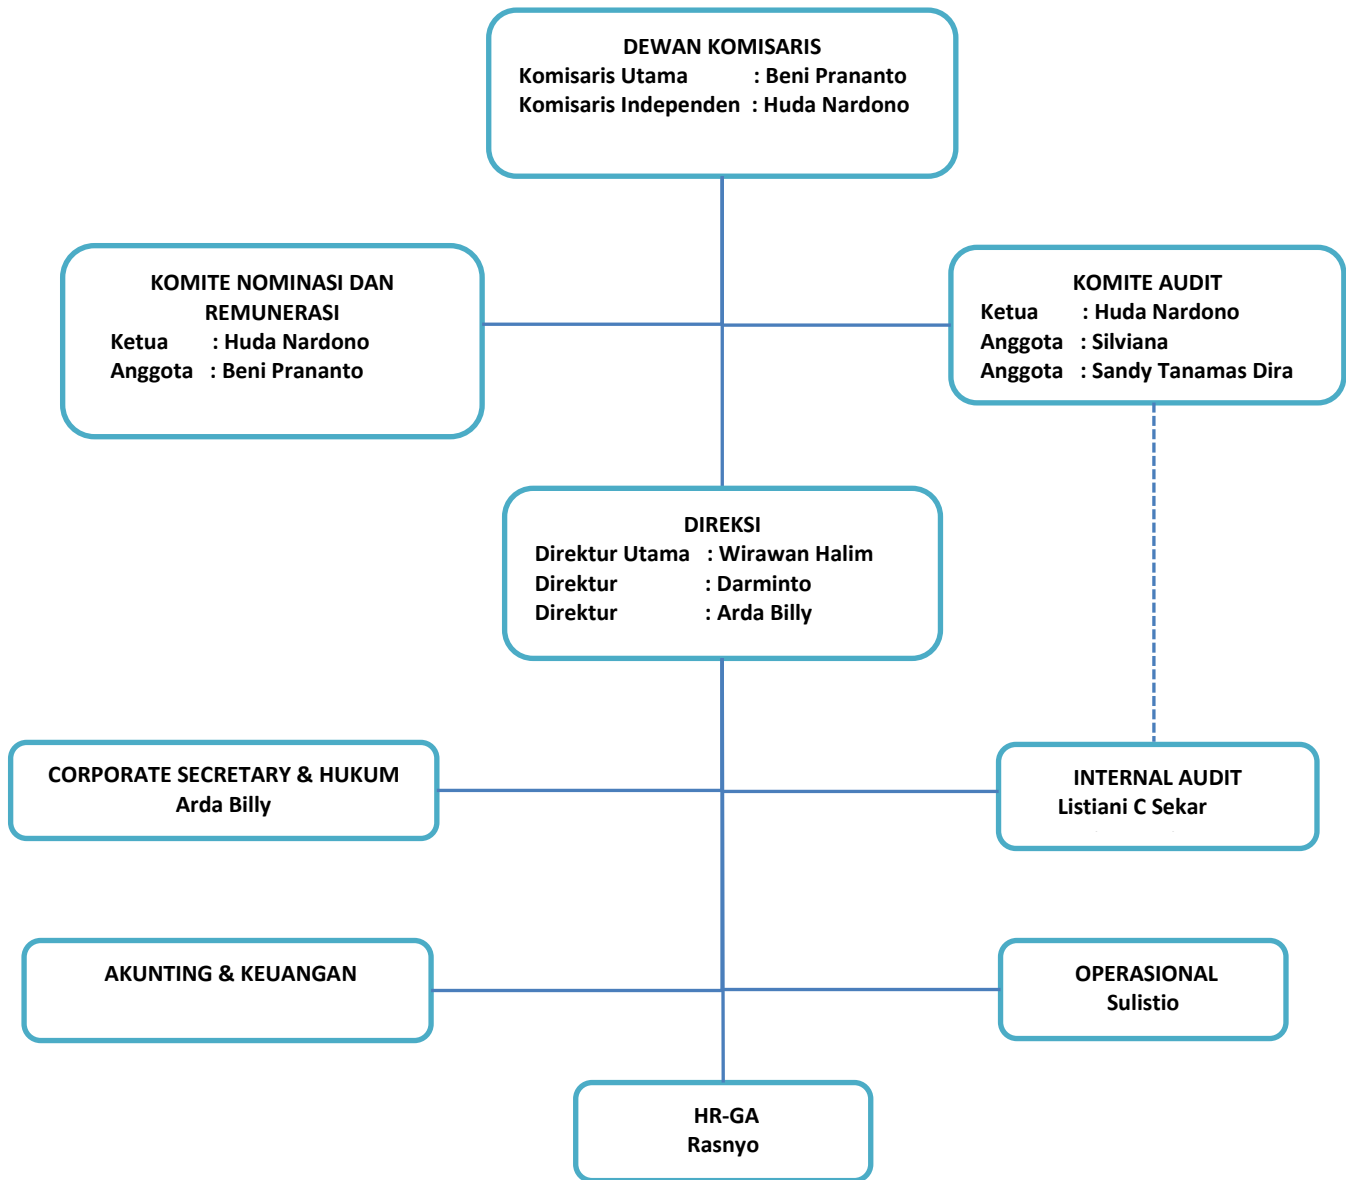 DEWAN KOMISARIS
Komisaris Utama : Beni Prananto
Komisaris Independen : Huda Nardono
KOMITE NOMINASI DAN
REMUNERASI
Ketua : Huda Nardono
Anggota : Beni Prananto
KOMITE AUDIT
Ketua : Huda Nardono
Anggota : Silviana
Anggota : Sandy Tanamas Dira
DIREKSI
Direktur Utama : Wirawan Halim
Direktur : Darminto
Direktur : Arda Billy
CORPORATE SECRETARY & HUKUM
Arda Billy
INTERNAL AUDIT
Listiani C Sekar
AKUNTING & KEUANGAN
OPERASIONAL
Sulistio
HR-GA
Rasnyo